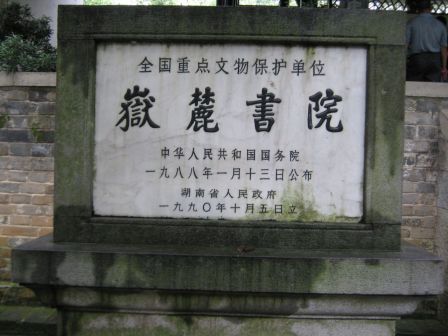 全国重点文物保护单位
嶽麓書院
中华人民共和国国务院
一九八八年一月十三日公布
湖南省人民政府
一九九〇年十月五日立